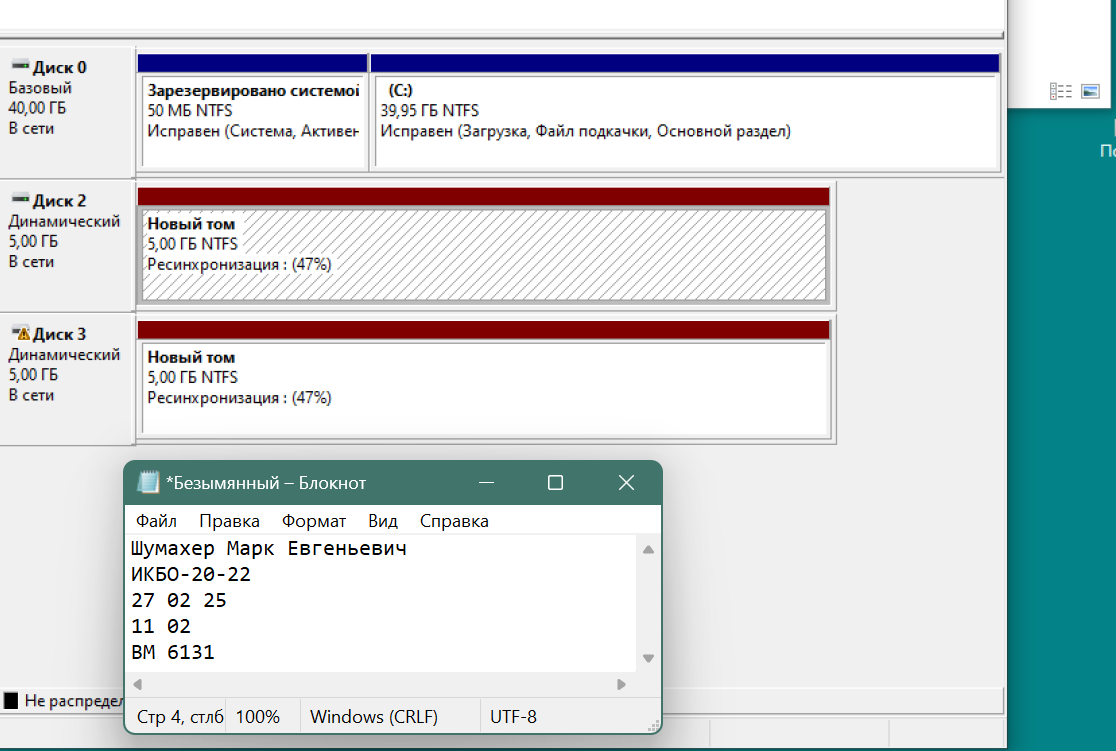 Диск 0
Базовый
40,00 ГБ
В сети
Зарезервировано системой
50 МБ NTFS
Исправен (Система, Активен
(C:)
39,95 ГБ NTFS
Исправен (Загрузка, Файл подкачки, Основной раздел)
Диск 2
Динамический
5,00 ГБ
В сети
Новый том
5,00 ГБ NTFS
Ресинхронизация : (47%)
Диск 3
Динамический
5,00 ГБ
В сети
Новый том
5,00 ГБ NTFS
Ресинхронизация : (47%)
*Безымянный – Блокнот
Файл Правка Формат Вид Справка
Шумахер Марк Евгеньевич
ИКБО-20-22
27 02 25
11 02
ВМ 6131
Не распредел
Стр 4, стлб 100% Windows (CRLF) UTF-8